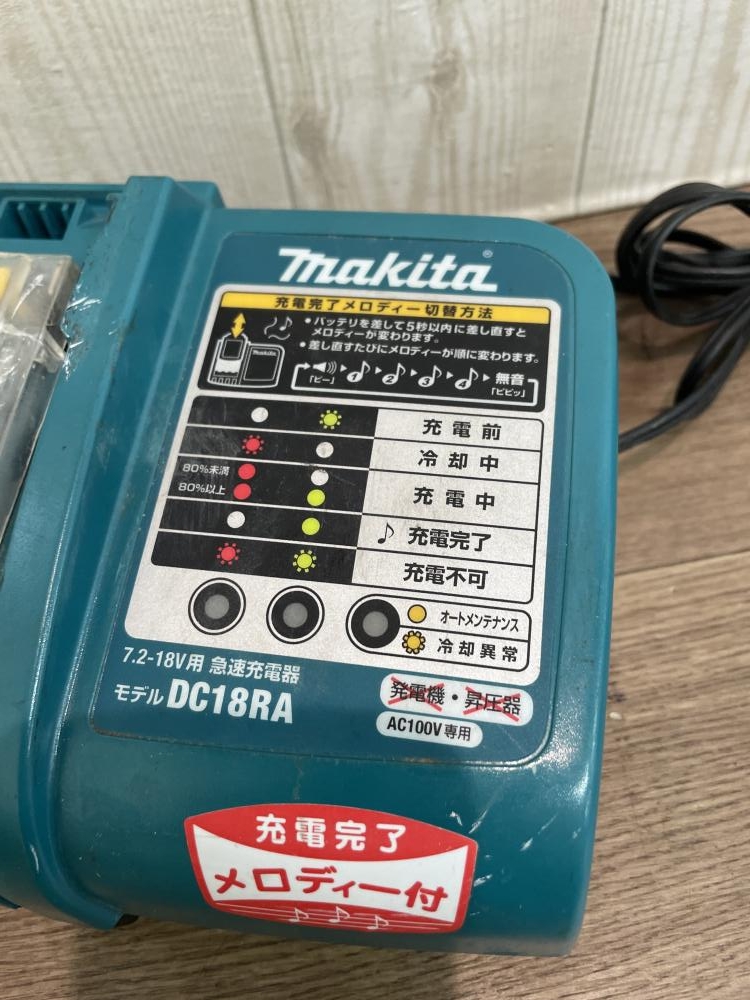 makita®
充電完了メロディー切替方法
•バッテリを差して5秒以内に差し直すと
メロディーが変わります。
•差し直すたびにメロディーが順に変わります。
Makita
「ピー」 1 2 3 4 無音
「ピピッ」
充電前
冷却中
80%未満
80%以上
充電中
充電完了
充電不可
オートメンテナンス
冷却異常
7.2-18V用 急速充電器
モデル DC18RA
発電機・昇圧器
AC100V専用
充電完了
メロディー付